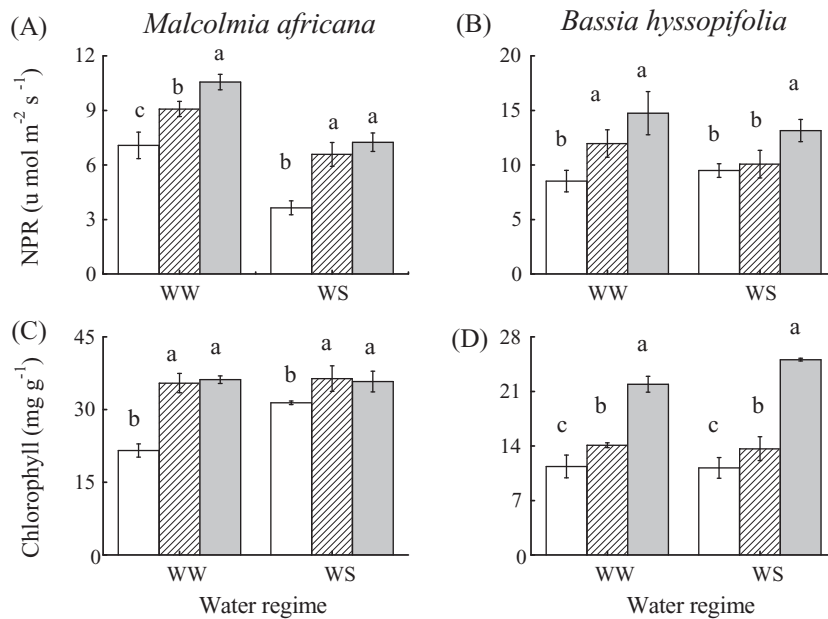 (A) Malcolmia africana
(B) Bassia hyssopifolia
NPR (u mol m⁻² s⁻¹)
12
9
6
3
0
c b a
b a a
WW WS
20
15
10
5
0
b a a
b b a
WW WS
(C)
Chlorophyll (mg g⁻¹)
45
30
15
0
b a a
b a a
WW WS
Water regime
(D)
28
21
14
7
0
c b a
c b a
WW WS
Water regime